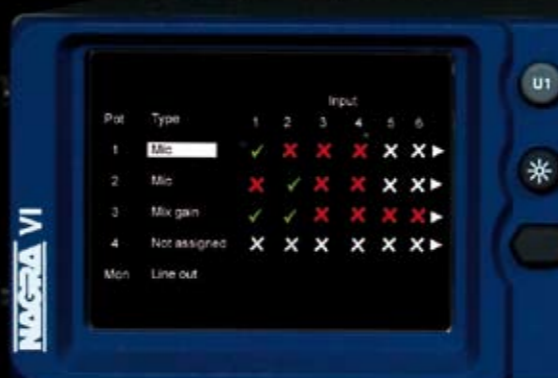 Input
Pot Type 1 2 3 4 5 6
1 Mic
2 Mic
3 Mix gain
4 Not assigned
Mon Line out
U1
NAGRA VI